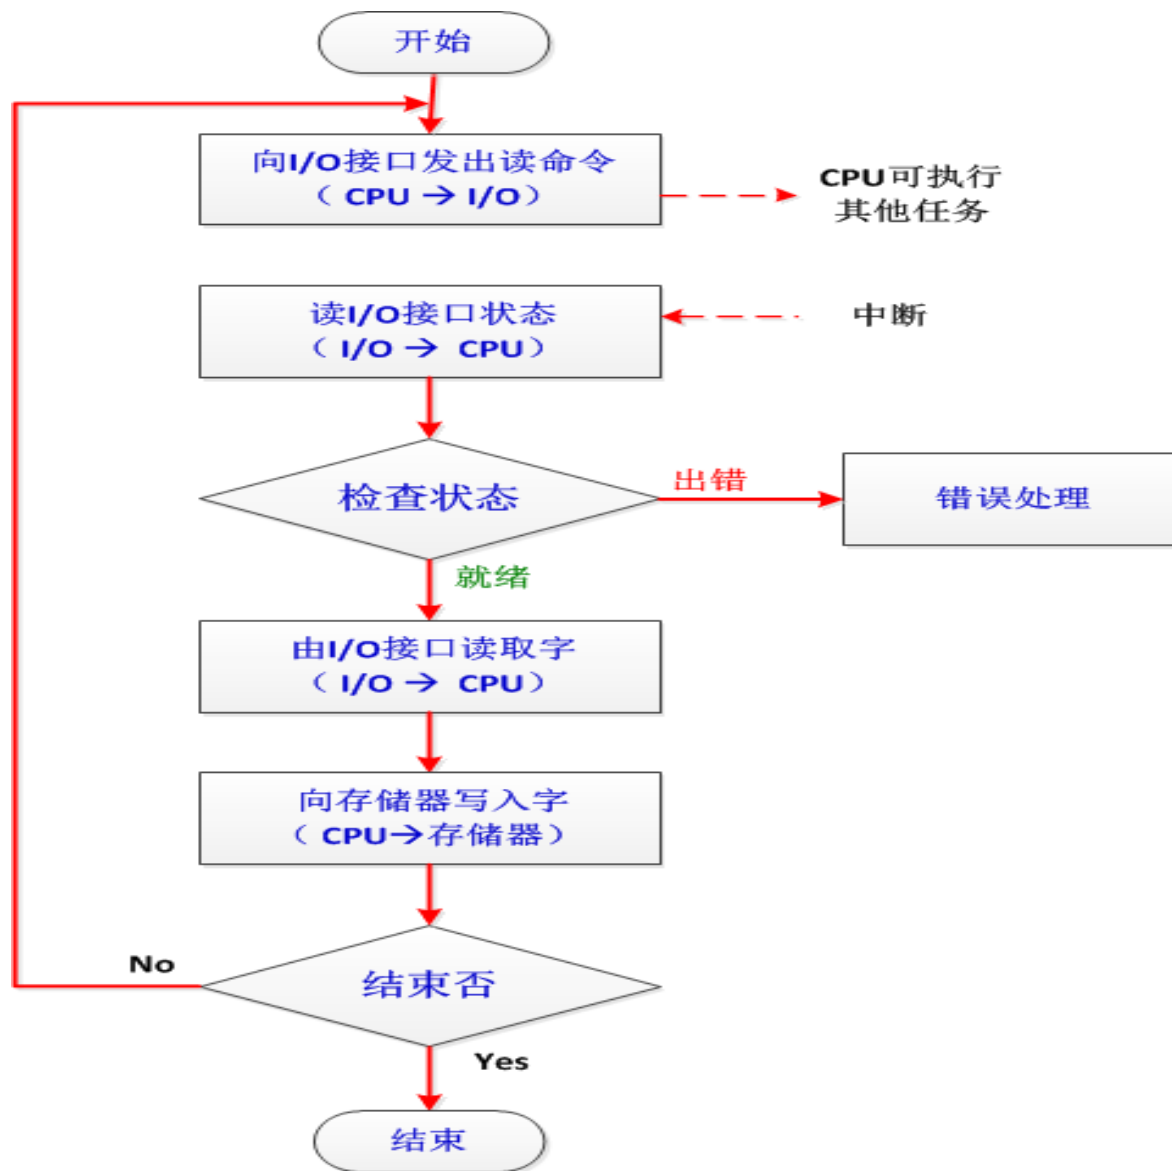 开始
向I/O接口发出读命令
（ CPU → I/O）
CPU可执行
其他任务
读I/O接口状态
（ I/O → CPU）
中断
检查状态
出错
错误处理
就绪
由I/O接口读取字
（ I/O → CPU）
向存储器写入字
（ CPU→存储器）
No
结束否
Yes
结束